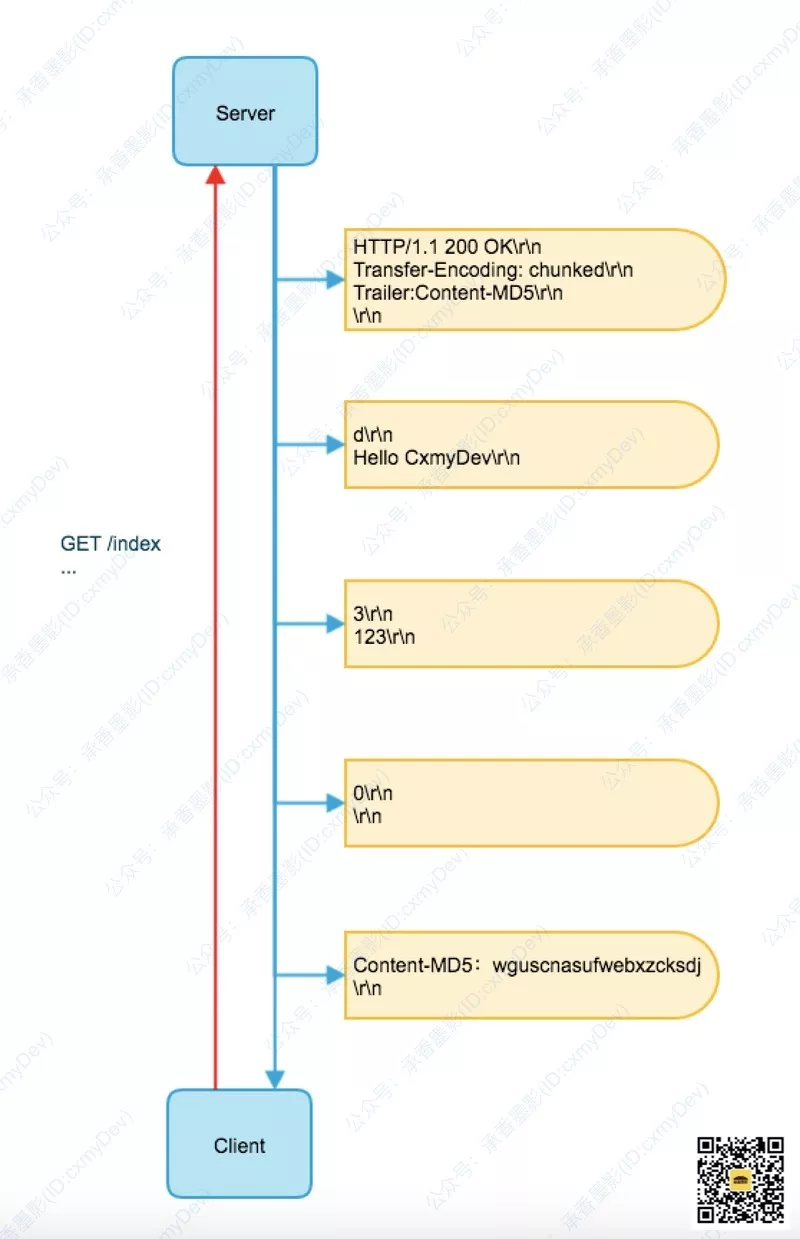 Server
HTTP/1.1 200 OK\r\n
Transfer-Encoding: chunked\r\n
Trailer:Content-MD5\r\n
\r\n
d\r\n
Hello CxmyDev\r\n
GET /index
...
3\r\n
123\r\n
0\r\n
\r\n
Content-MD5：wguscnasufwebxzcksdj
\r\n
Client
公众号：承香墨影(ID:cxmyDev)